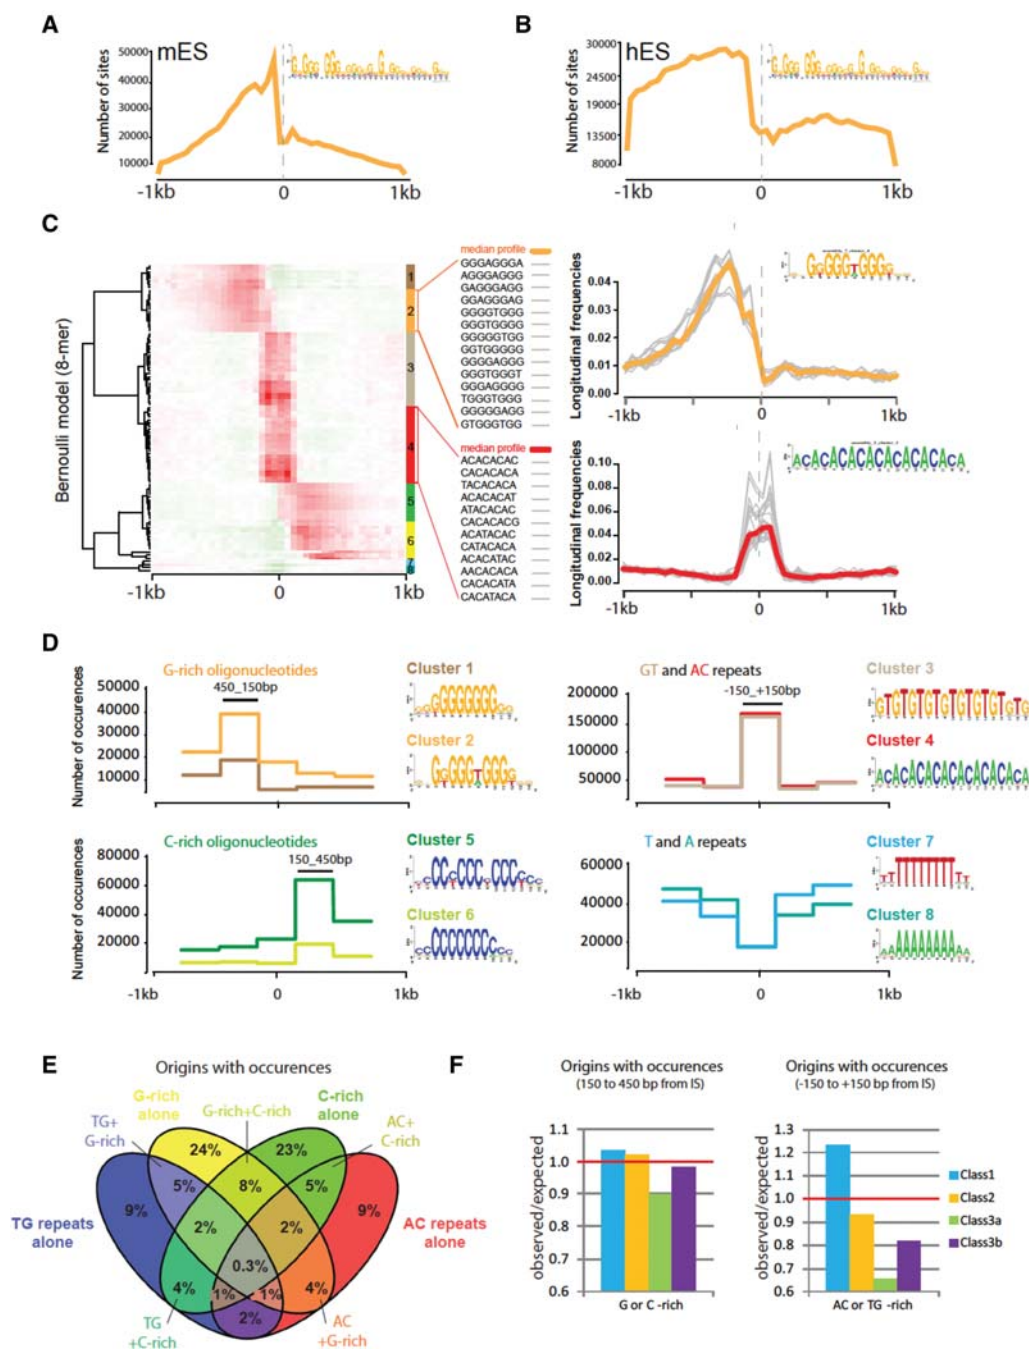 A
mES
Number of sites
50000
40000
30000
20000
10000
-1kb
0
1kb
B
hES
Number of sites
30000
24500
19000
13500
8000
-1kb
0
1kb
C
Bernoulli model (8-mer)
1
2
3
4
5
6
7
8
-1kb
0
1kb
median profile
GGGAGGGA
AGGGAGGG
GAGGGAGG
GGAGGGAG
GGGGTGGG
GGGTGGGG
GGGGGTGG
GGTGGGGG
GGGGAGGG
GGGTGGGT
GGGAGGGG
TGGGTGGG
GGGGGAGG
GTGGGTGG
median profile
ACACACAC
CACACACA
TACACACA
ACACACAT
ATACACAC
CACACACG
ACATACAC
CATACACA
ACACATAC
AACACACA
CACACATA
CACATACA
Longitudinal frequencies
0.04
0.03
0.02
0.01
0.00
-1kb
0
1kb
Longitudinal frequencies
0.10
0.08
0.06
0.04
0.02
0.00
ACACACACACACACACACA
-1kb
0
1kb
D
G-rich oligonucleotides
450_150bp
Number of occurences
50000
40000
30000
20000
10000
Cluster 1
Cluster 2
GT and AC repeats
-150_+150bp
200000
150000
100000
50000
Cluster 3
GTGTGTGTGTGTGTGTG
Cluster 4
ACACACACACACACACACA
C-rich oligonucleotides
150_450bp
Number of occurences
80000
60000
40000
20000
-1kb
0
1kb
Cluster 5
Cluster 6
T and A repeats
60000
40000
20000
-1kb
0
1kb
Cluster 7
Cluster 8
E
Origins with occurences
G-rich
alone
G-rich+C-rich
C-rich
alone
TG+
G-rich
AC+
C-rich
24%
23%
5%
8%
5%
9%
9%
2%
2%
TG repeats
alone
AC repeats
alone
0.3%
4%
1%
1%
4%
2%
TG
+C-rich
AC
+G-rich
F
Origins with occurences
(150 to 450 bp from IS)
observed/expected
1.1
1.0
0.9
0.8
0.7
0.6
G or C -rich
Origins with occurences
(-150 to +150 bp from IS)
observed/expected
1.3
1.2
1.1
1.0
0.9
0.8
0.7
0.6
AC or TG -rich
Class1
Class2
Class3a
Class3b